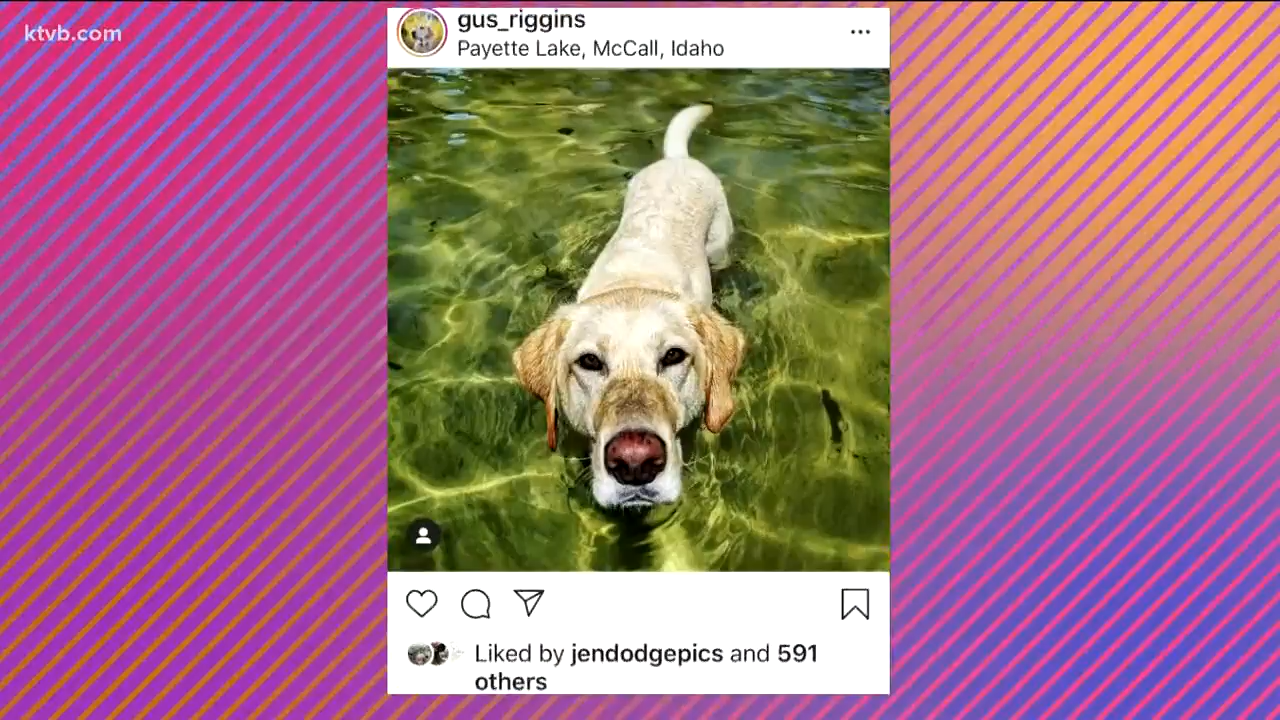 ktvb.com
gus_riggins
Payette Lake, McCall, Idaho
Liked by jendodgepics and 591
others